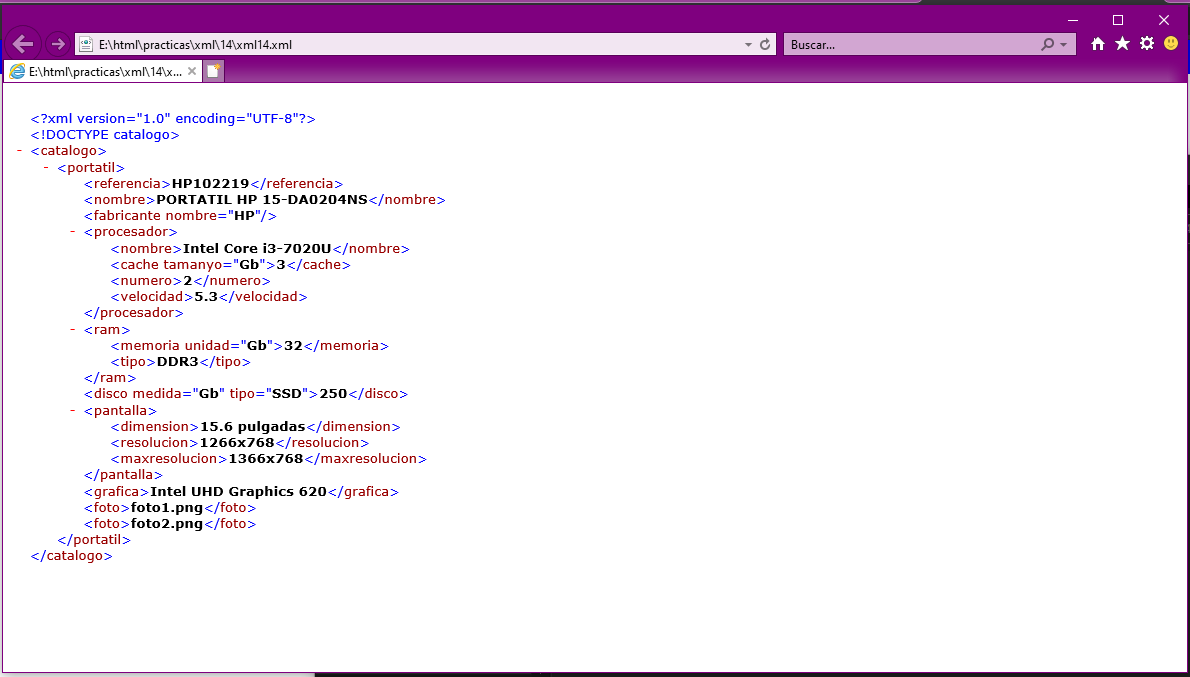 E:\html\practicas\xml\14\xml14.xml
Buscar...
E:\html\practicas\xml\14\x...
<?xml version="1.0" encoding="UTF-8"?>
<!DOCTYPE catalogo>
- <catalogo>
- <portatil>
<referencia>HP102219</referencia>
<nombre>PORTATIL HP 15-DA0204NS</nombre>
<fabricante nombre="HP"/>
- <procesador>
<nombre>Intel Core i3-7020U</nombre>
<cache tamanyo="Gb">3</cache>
<numero>2</numero>
<velocidad>5.3</velocidad>
</procesador>
- <ram>
<memoria unidad="Gb">32</memoria>
<tipo>DDR3</tipo>
</ram>
<disco medida="Gb" tipo="SSD">250</disco>
- <pantalla>
<dimension>15.6 pulgadas</dimension>
<resolucion>1266x768</resolucion>
<maxresolucion>1366x768</maxresolucion>
</pantalla>
<grafica>Intel UHD Graphics 620</grafica>
<foto>foto1.png</foto>
<foto>foto2.png</foto>
</portatil>
</catalogo>